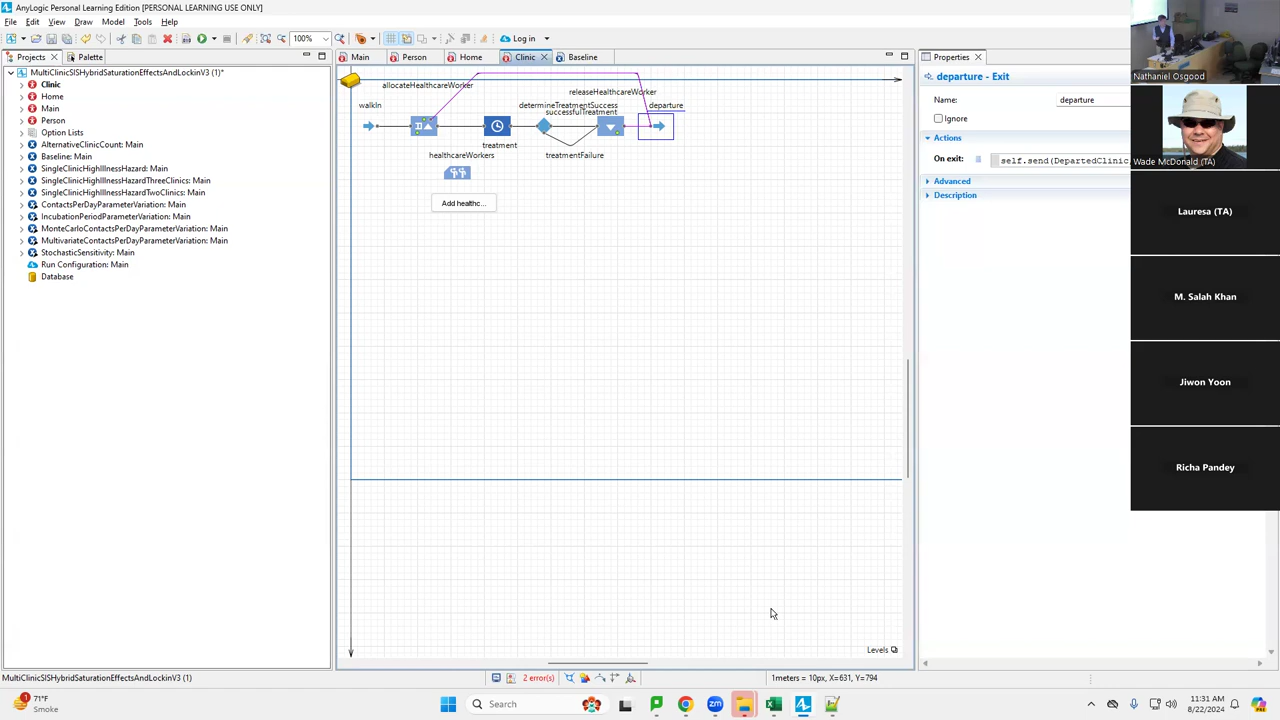 AnyLogic Personal Learning Edition [PERSONAL LEARNING USE ONLY]
File Edit View Draw Model Tools Help
100% Log in
Projects Palette Main Person Home Clinic Baseline Properties
MultiClinicSISHybridSaturationEffectsAndLockinV3 (1)*
Clinic
Home
Main
Person
Option Lists
AlternativeClinicCount: Main
Baseline: Main
SingleClinicHighIllnessHazard: Main
SingleClinicHighIllnessHazardThreeClinics: Main
SingleClinicHighIllnessHazardTwoClinics: Main
ContactsPerDayParameterVariation: Main
IncubationPeriodParameterVariation: Main
MonteCarloContactsPerDayParameterVariation: Main
MultivariateContactsPerDayParameterVariation: Main
StochasticSensitivity: Main
Run Configuration: Main
Database
allocateHealthcareWorker
releaseHealthcareWorker
walkIn
determineTreatmentSuccess
departure
successfulTreatment
treatment
healthcareWorkers
treatmentFailure
Add healthc...
Levels
departure - Exit
Name: departure
Ignore
Actions
On exit: self.send(DepartedClinic,
Advanced
Description
Nathaniel Osgood
Wade McDonald (TA)
Lauresa (TA)
M. Salah Khan
Jiwon Yoon
Richa Pandey
MultiClinicSISHybridSaturationEffectsAndLockinV3 (1) 2 error(s) 1meters = 10px, X=631, Y=794
71°F
Smoke
Search
11:31 AM
8/22/2024